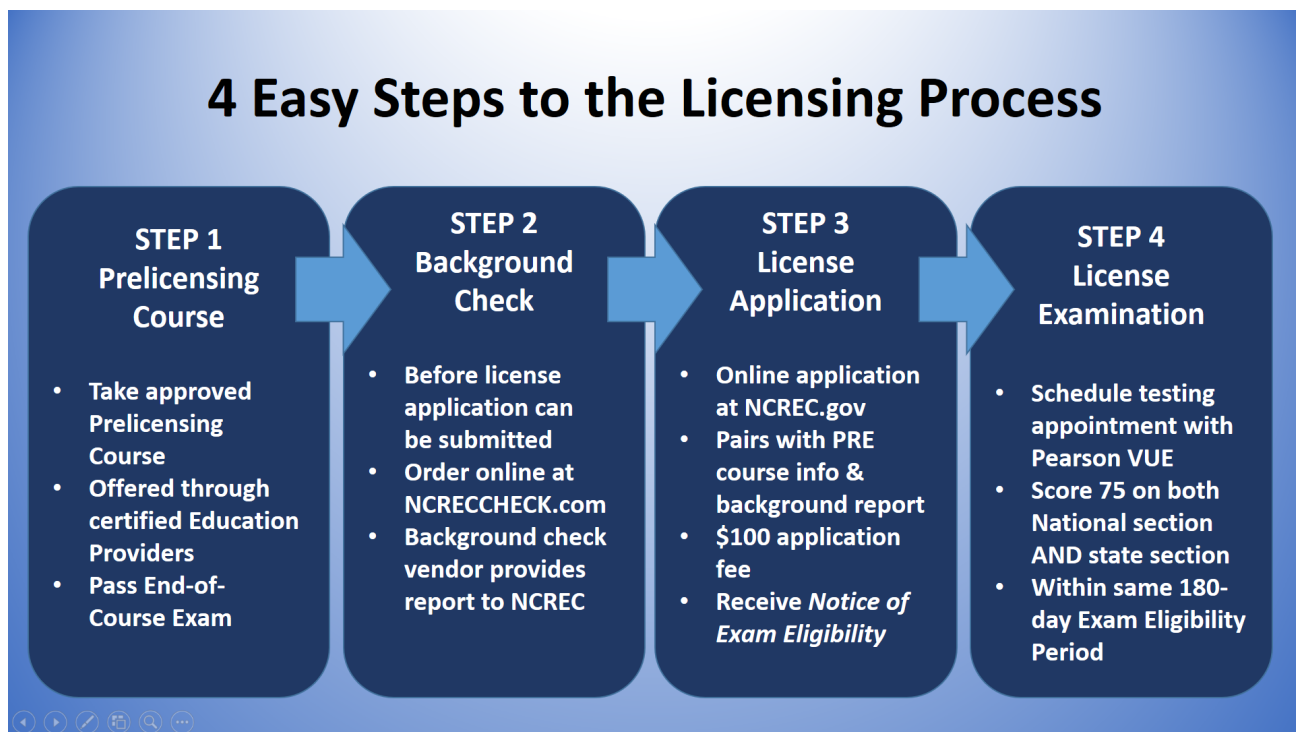 4 Easy Steps to the Licensing Process
STEP 1
Prelicensing
Course
• Take approved
Prelicensing
Course
• Offered through
certified Education
Providers
• Pass End-of-
Course Exam
STEP 2
Background
Check
• Before license
application can
be submitted
• Order online at
NCRECCHECK.com
• Background check
vendor provides
report to NCREC
STEP 3
License
Application
• Online application
at NCREC.gov
• Pairs with PRE
course info &
background report
• $100 application
fee
• Receive Notice of
Exam Eligibility
STEP 4
License
Examination
• Schedule testing
appointment with
Pearson VUE
• Score 75 on both
National section
AND state section
• Within same 180-
day Exam Eligibility
Period